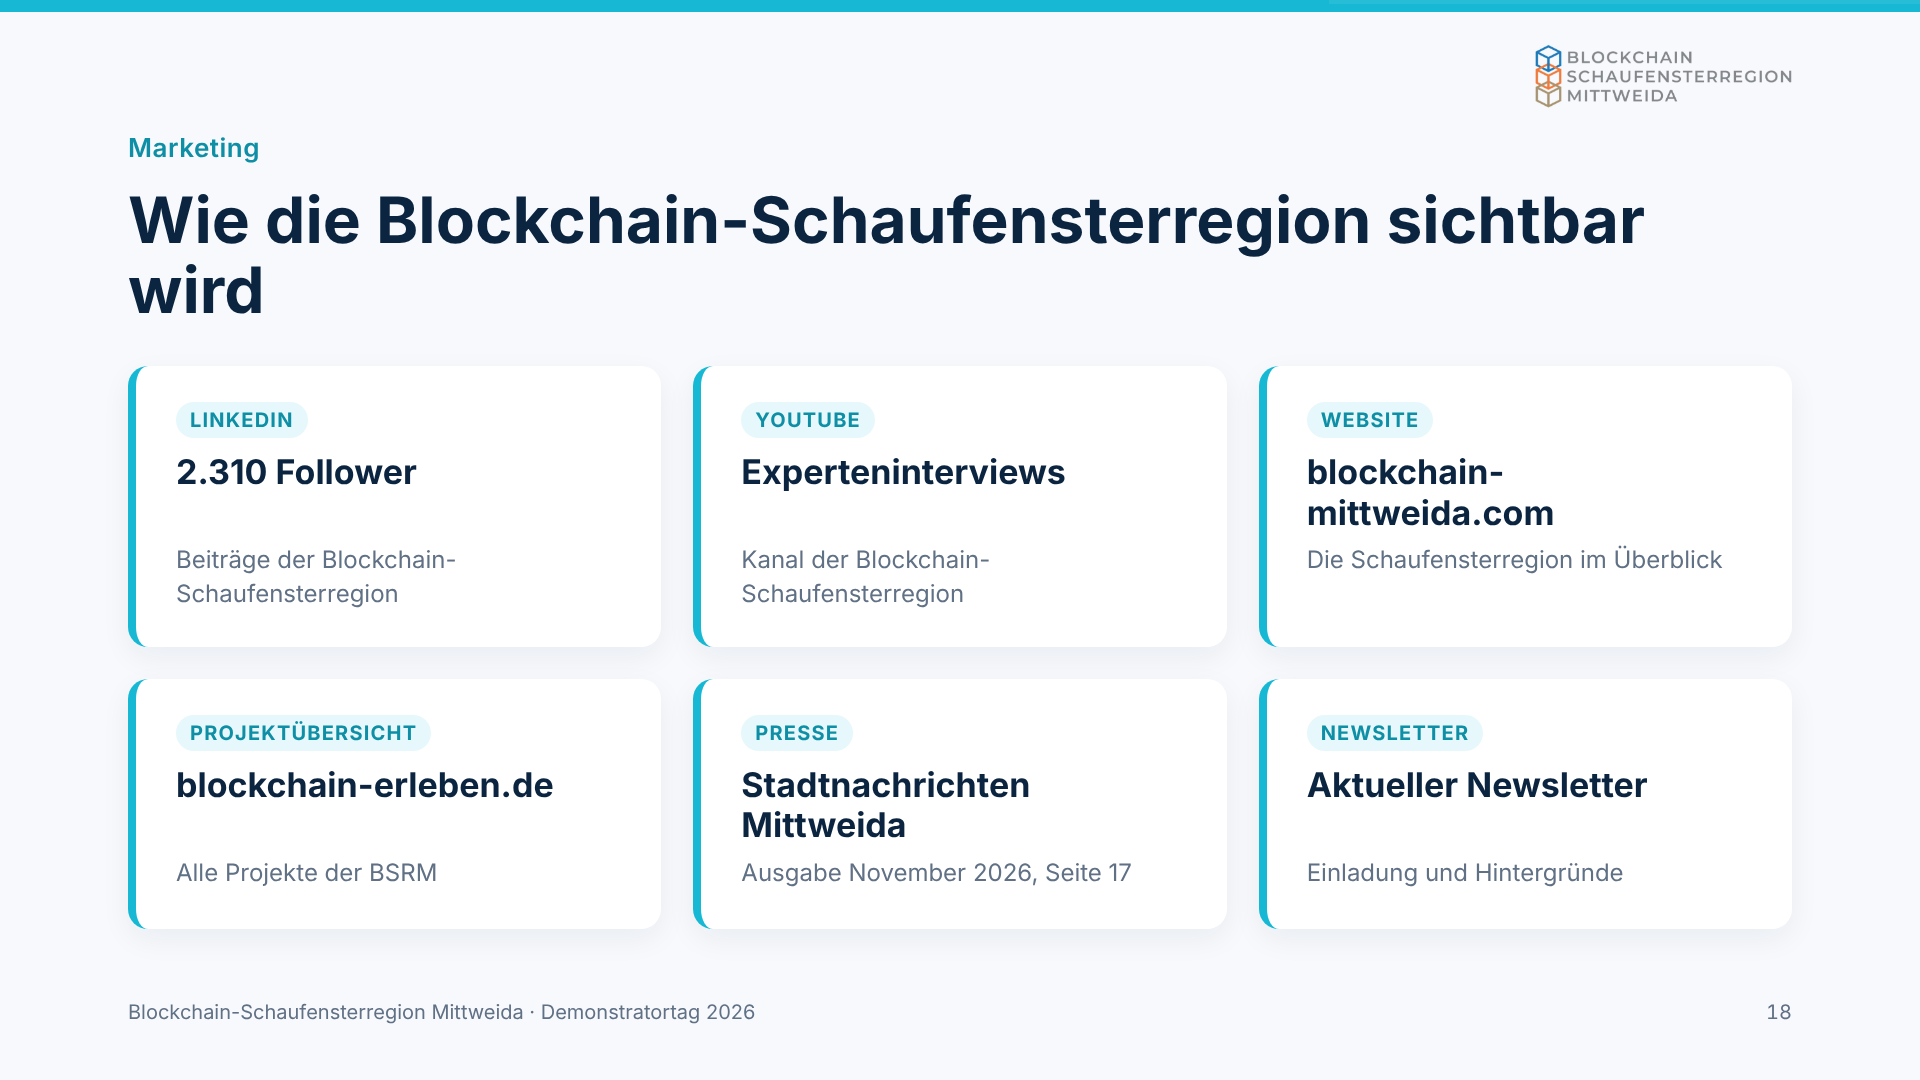 BLOCKCHAIN
SCHAUFENSTERREGION
MITTWEIDA
Marketing
Wie die Blockchain-Schaufensterregion sichtbar
wird
LINKEDIN
2.310 Follower
Beiträge der Blockchain-
Schaufensterregion
YOUTUBE
Experteninterviews
Kanal der Blockchain-
Schaufensterregion
WEBSITE
blockchain-
mittweida.com
Die Schaufensterregion im Überblick
PROJEKTÜBERSICHT
blockchain-erleben.de
Alle Projekte der BSRM
PRESSE
Stadtnachrichten
Mittweida
Ausgabe November 2026, Seite 17
NEWSLETTER
Aktueller Newsletter
Einladung und Hintergründe
Blockchain-Schaufensterregion Mittweida · Demonstratortag 2026
18